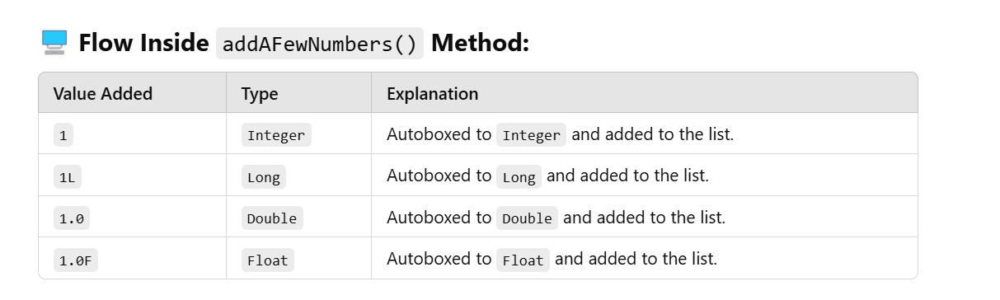 Flow Inside addAFewNumbers() Method:
Value Added Type Explanation
1 Integer Autoboxed to Integer and added to the list.
1L Long Autoboxed to Long and added to the list.
1.0 Double Autoboxed to Double and added to the list.
1.0F Float Autoboxed to Float and added to the list.